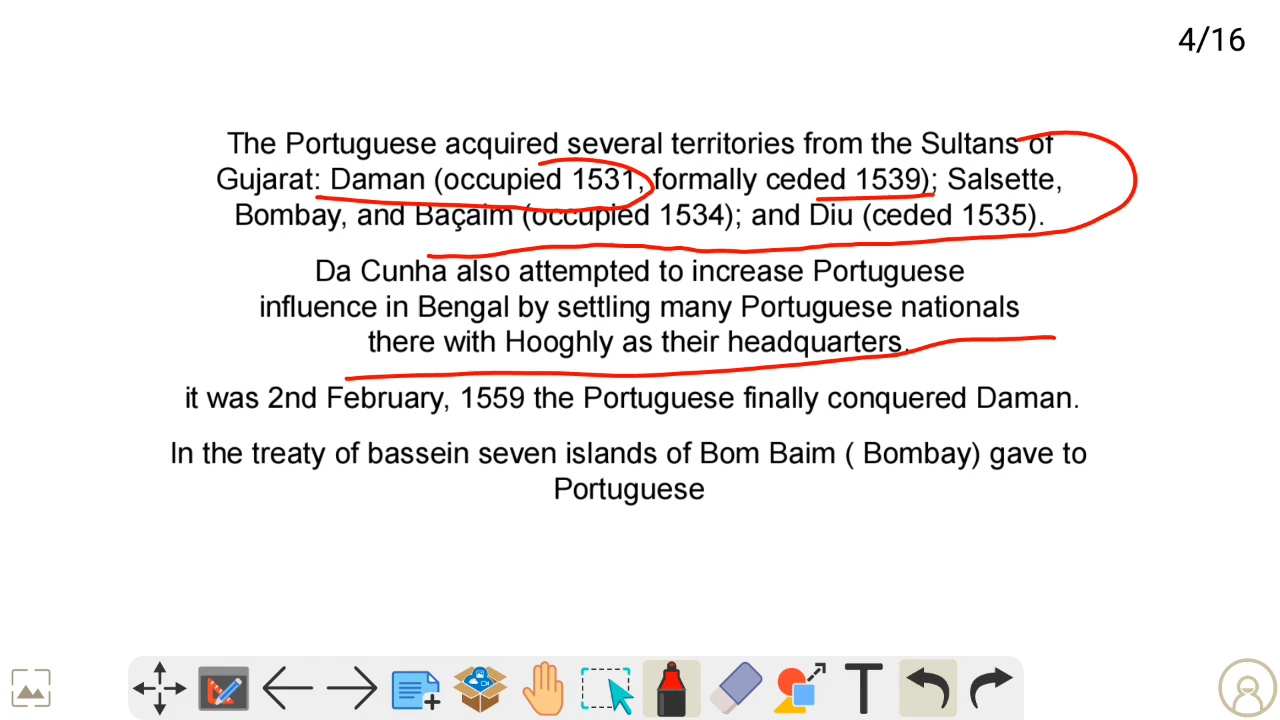 4/16
The Portuguese acquired several territories from the Sultans of
Gujarat: Daman (occupied 1531, formally ceded 1539); Salsette,
Bombay, and Baçaim (occupied 1534); and Diu (ceded 1535).
Da Cunha also attempted to increase Portuguese
influence in Bengal by settling many Portuguese nationals
there with Hooghly as their headquarters.
it was 2nd February, 1559 the Portuguese finally conquered Daman.
In the treaty of bassein seven islands of Bom Baim ( Bombay) gave to
Portuguese
T